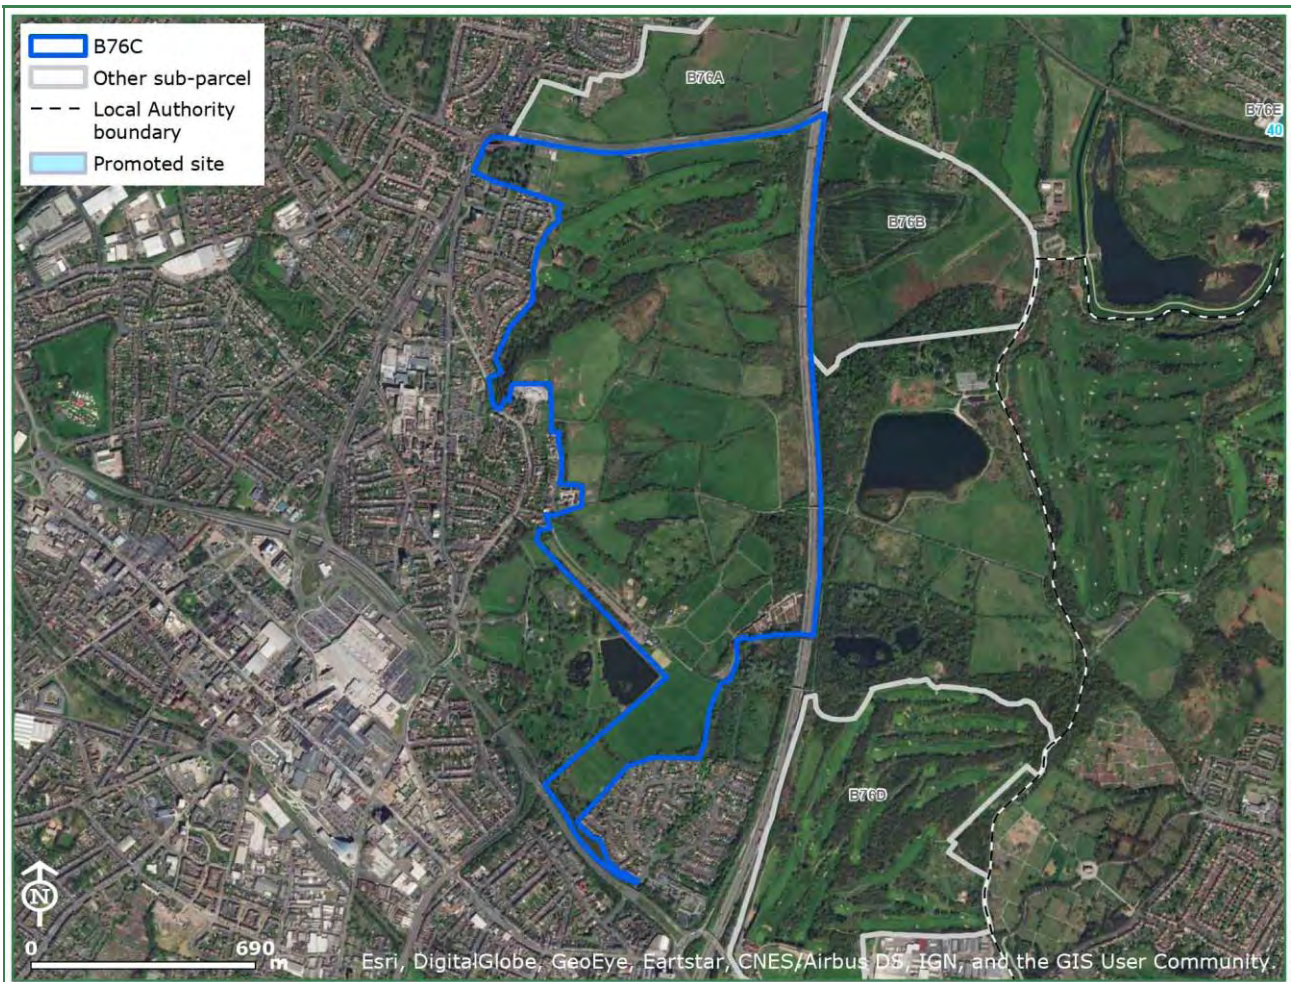 B76C
Other sub-parcel
Local Authority
boundary
Promoted site
B76A
B76E
40
B76B
B76D
N
0 690
m
Esri, DigitalGlobe, GeoEye, Eartstar, CNES/Airbus DS, IGN, and the GIS User Community.